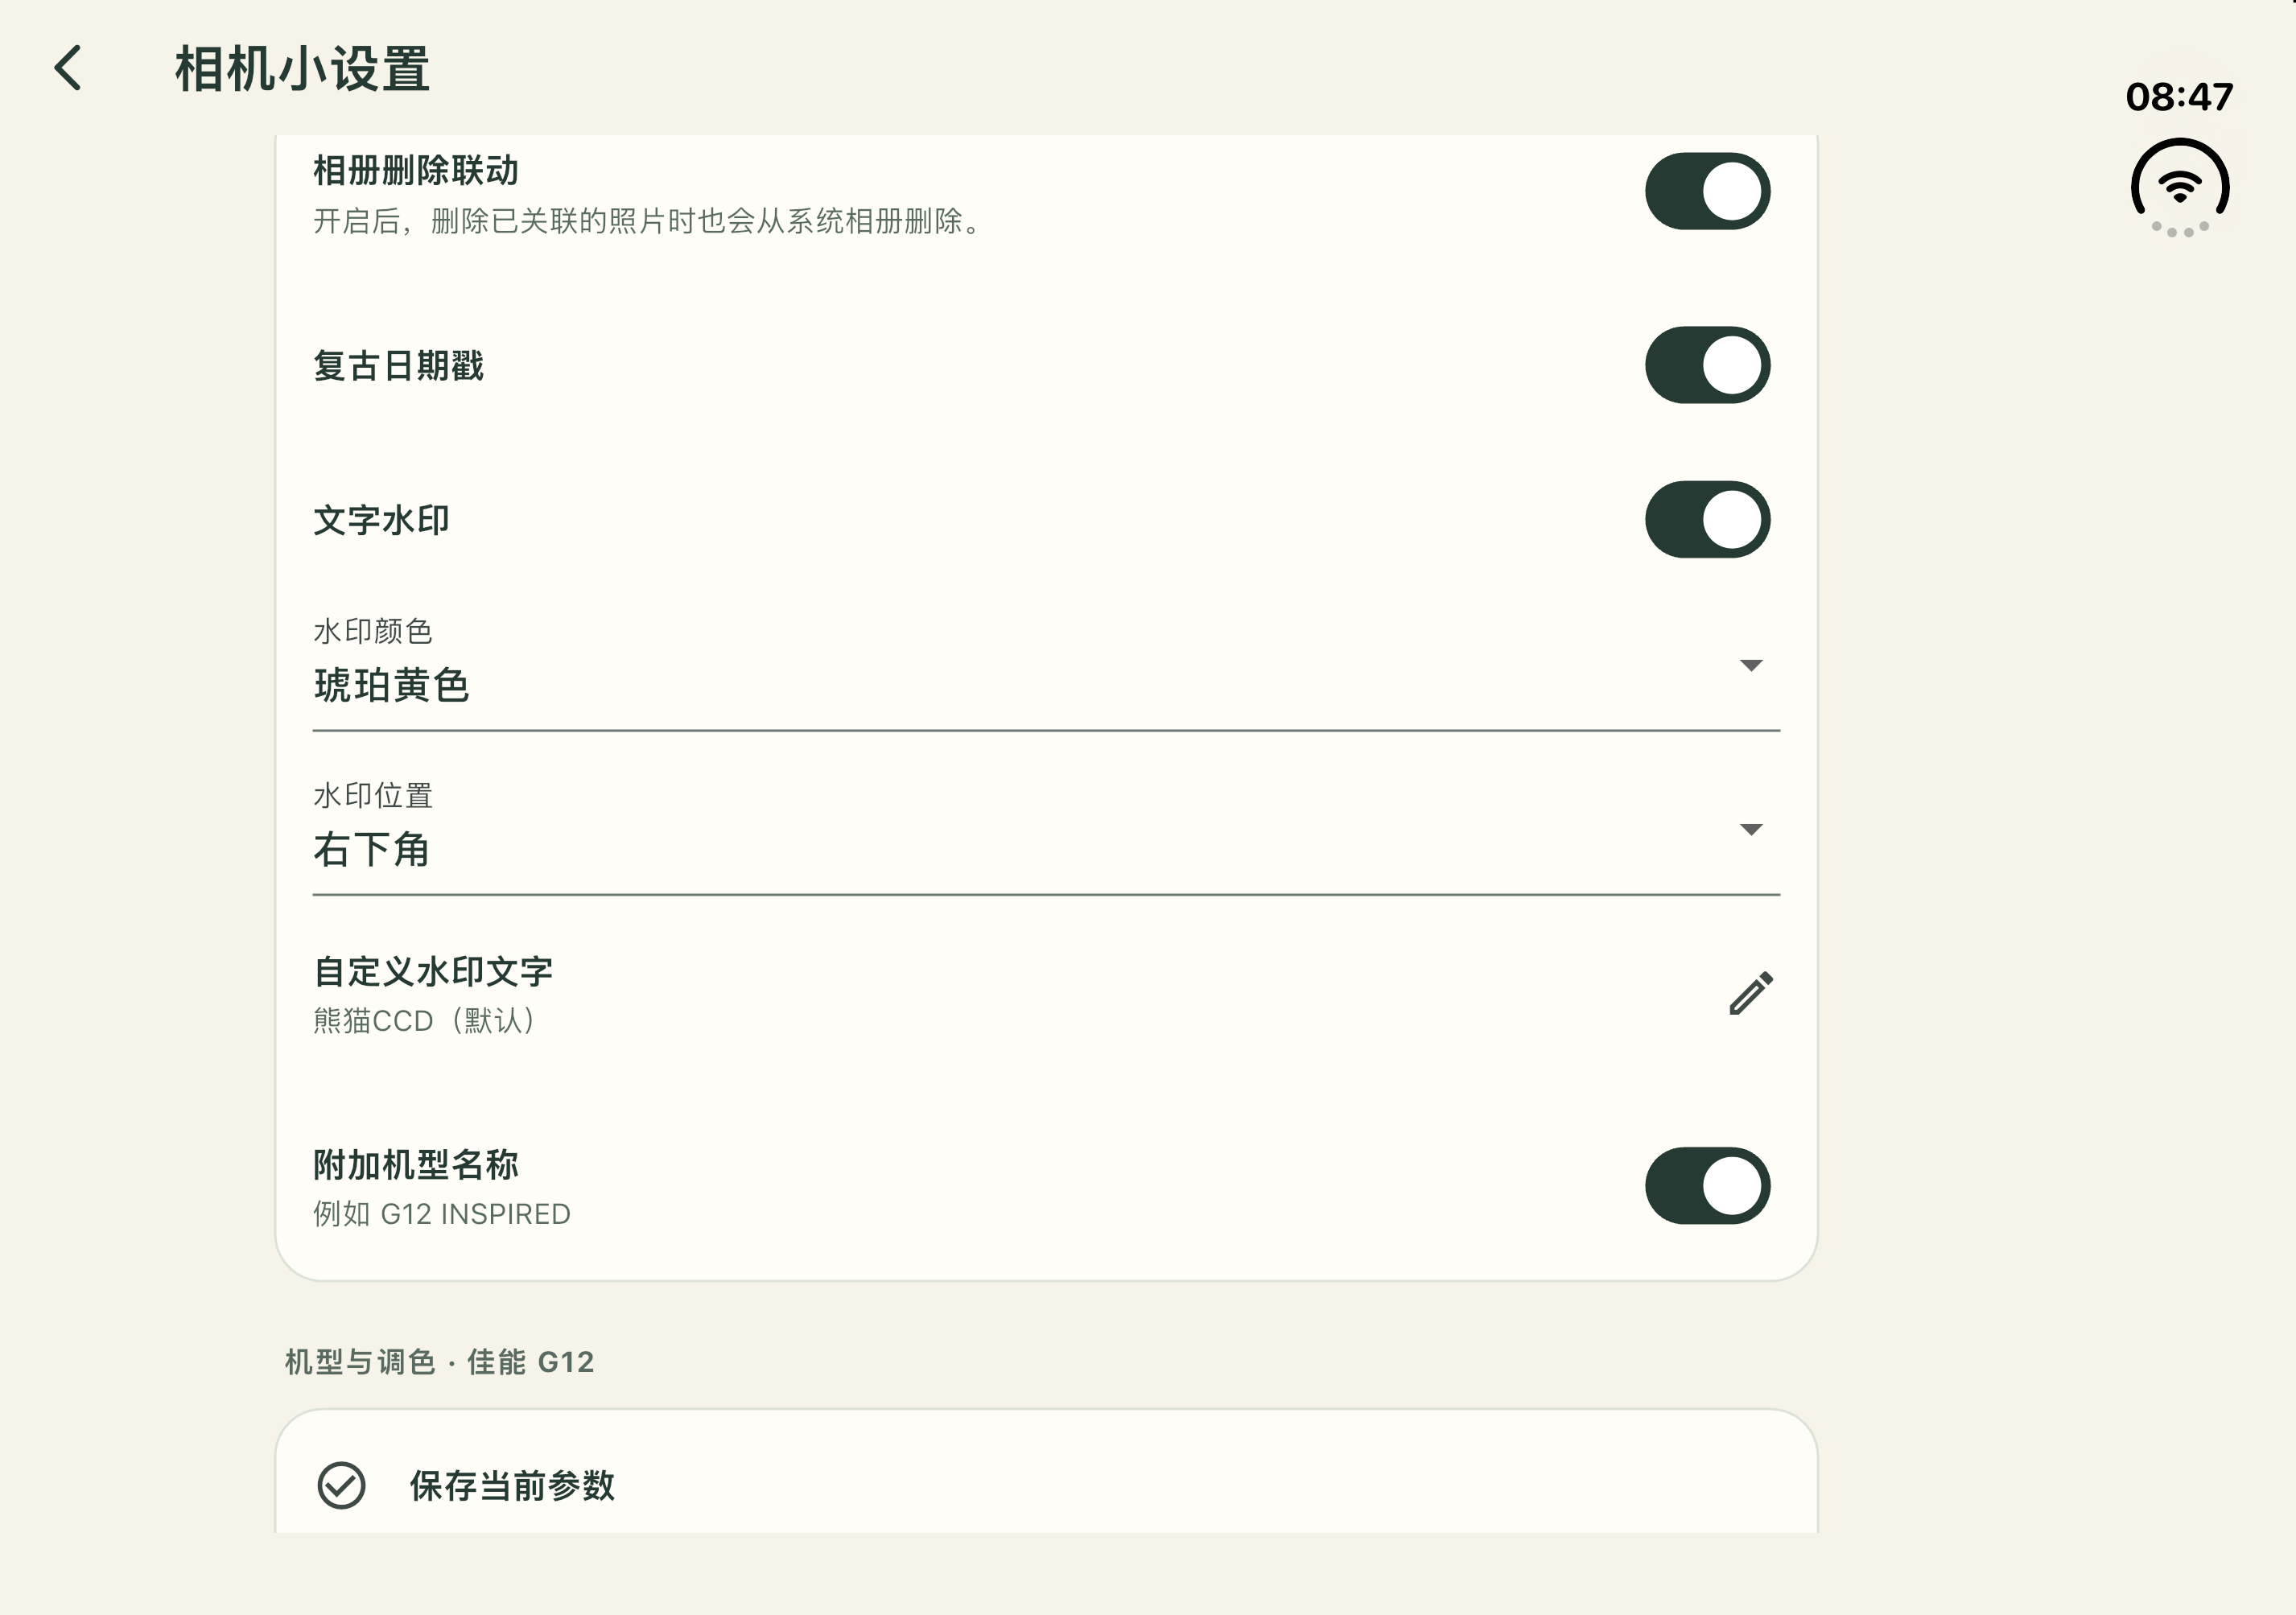 相机小设置
08:47
相册删除联动
开启后，删除已关联的照片时也会从系统相册删除。
复古日期戳
文字水印
水印颜色
琥珀黄色
水印位置
右下角
自定义水印文字
熊猫CCD（默认）
附加机型名称
例如 G12 INSPIRED
机型与调色 · 佳能 G12
保存当前参数